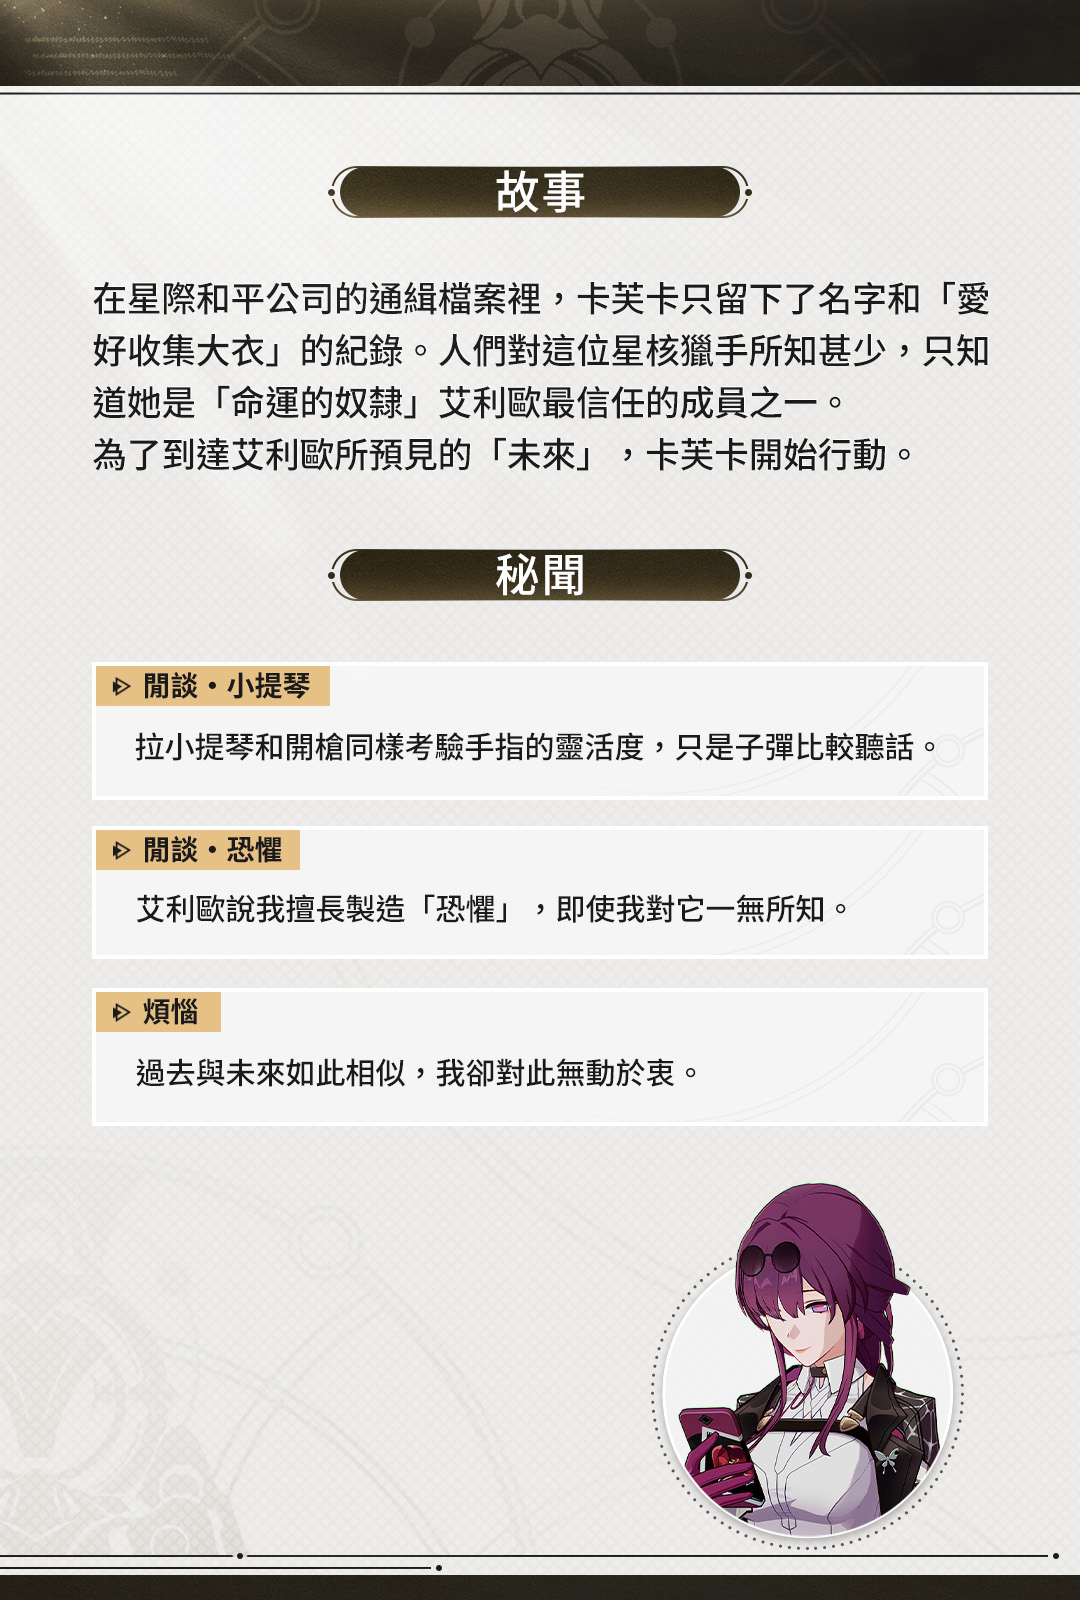 故事
在星際和平公司的通緝檔案裡，卡芙卡只留下了名字和「愛
好收集大衣」的紀錄。人們對這位星核獵手所知甚少，只知
道她是「命運的奴隸」艾利歐最信任的成員之一。
為了到達艾利歐所預見的「未來」，卡芙卡開始行動。
秘聞
閒談・小提琴
拉小提琴和開槍同樣考驗手指的靈活度，只是子彈比較聽話。
閒談・恐懼
艾利歐說我擅長製造「恐懼」，即使我對它一無所知。
煩惱
過去與未來如此相似，我卻對此無動於衷。